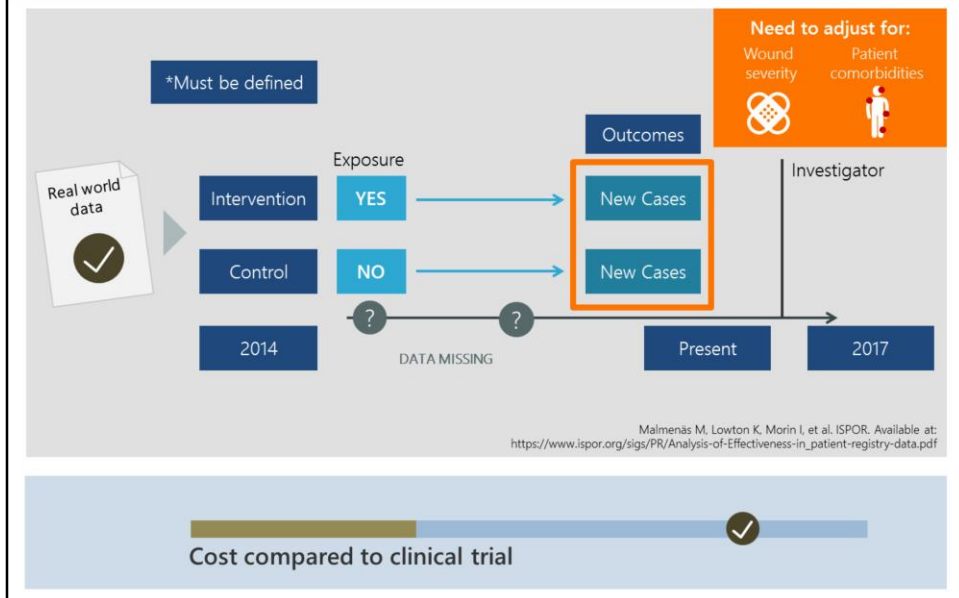 Need to adjust for:
Wound
severity
Patient
comorbidities
*Must be defined
Outcomes
Exposure
Investigator
Real world
data
Intervention
YES
New Cases
Control
NO
New Cases
?
?
2014
DATA MISSING
Present
2017
Malmenäs M, Lowton K, Morin I, et al. ISPOR. Available at:
https://www.ispor.org/sigs/PR/Analysis-of-Effectiveness-in_patient-registry-data.pdf
Cost compared to clinical trial